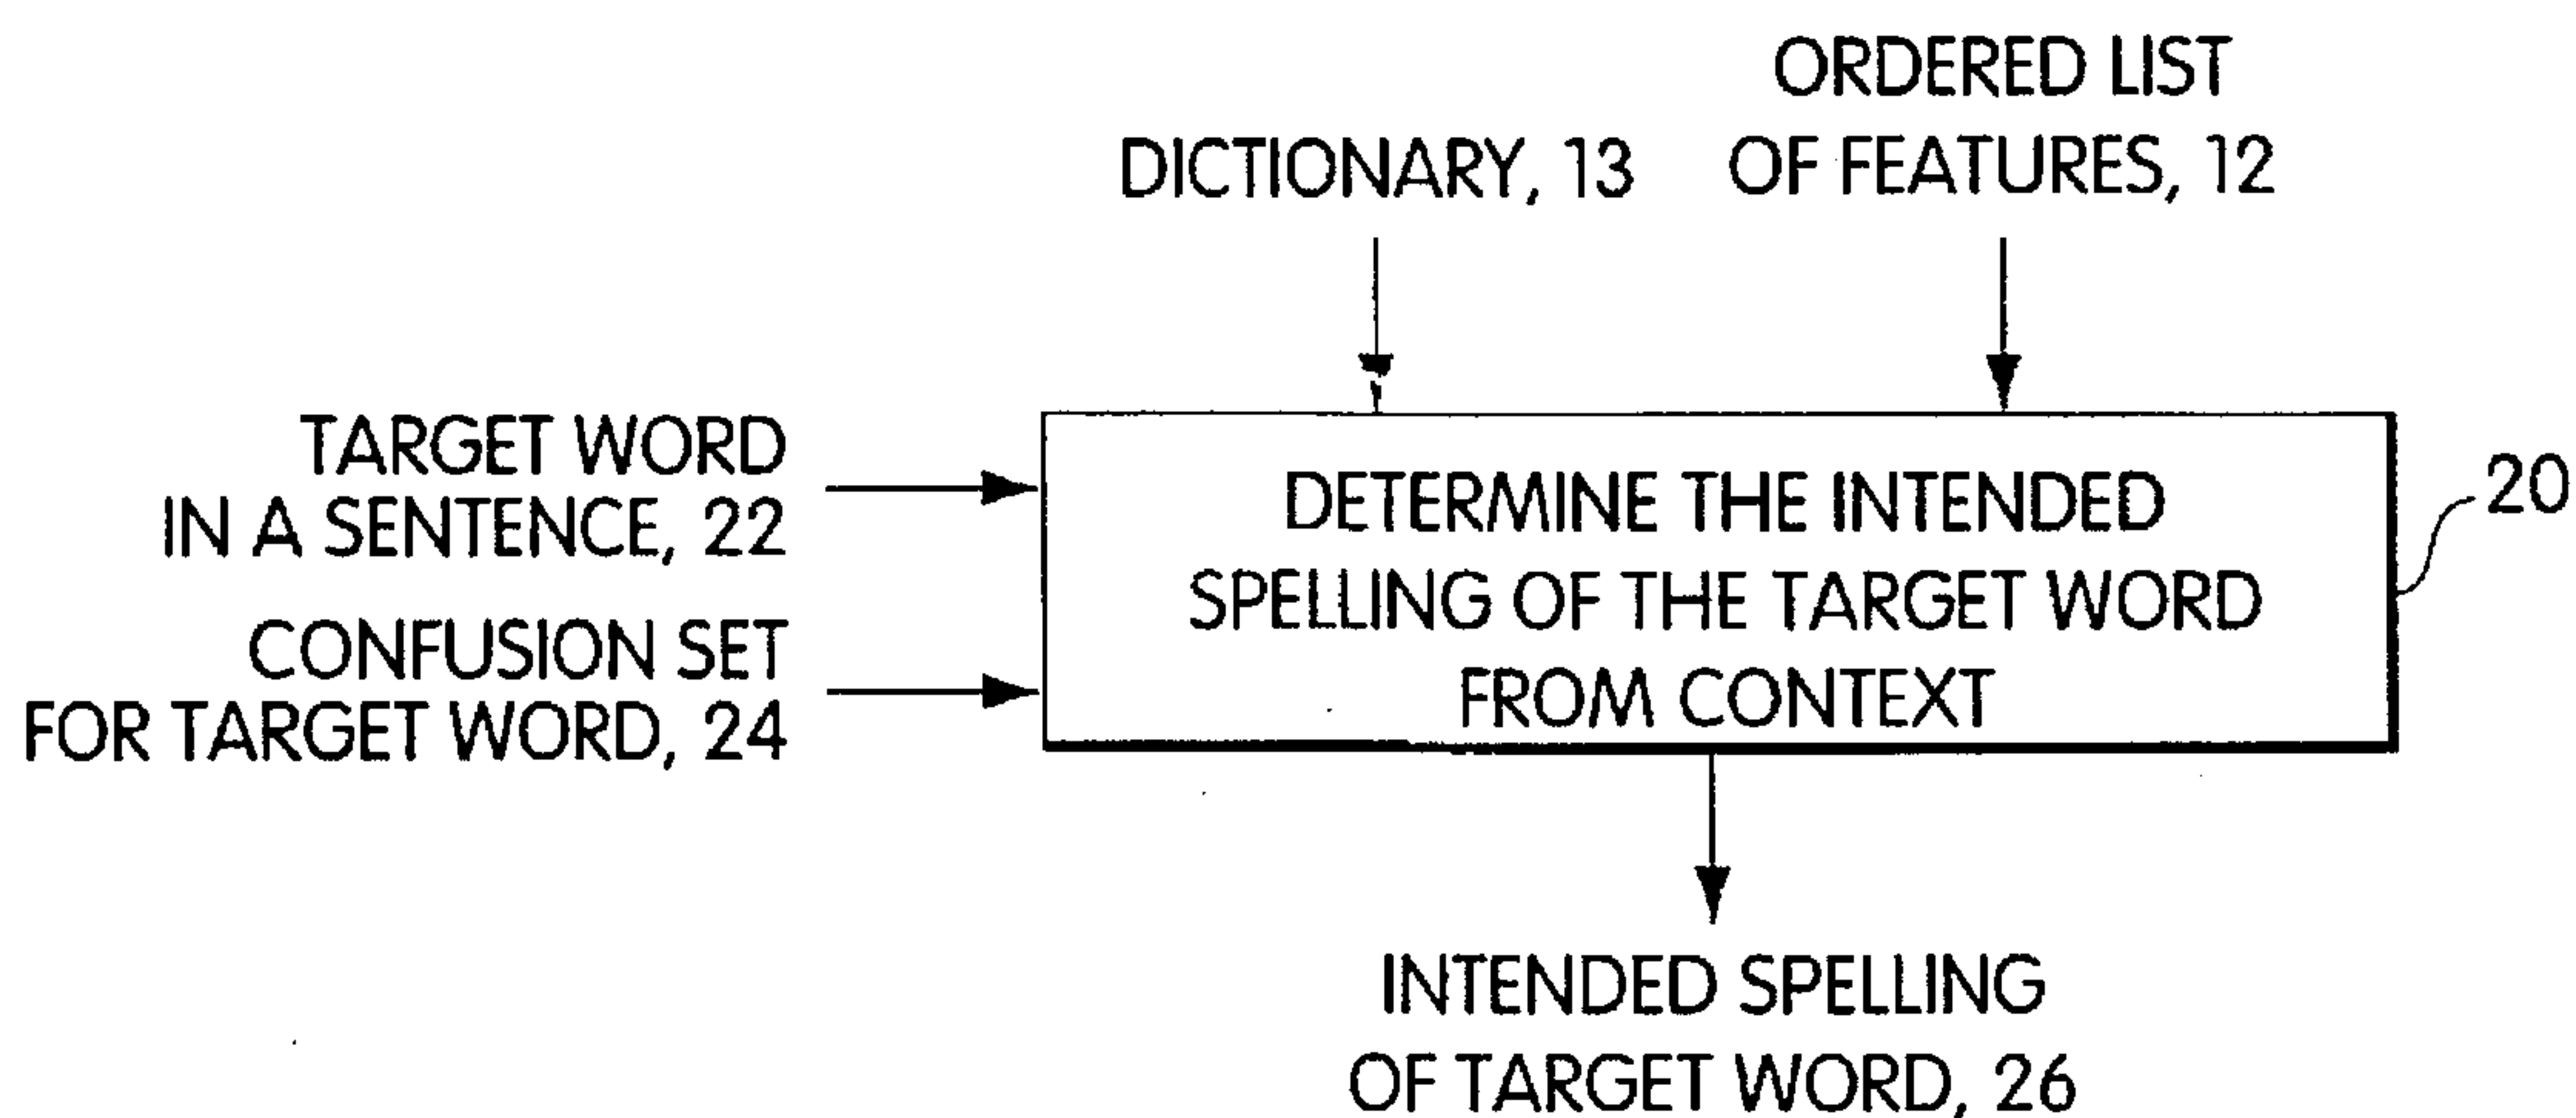 ORDERED LIST
OF FEATURES, 12
DICTIONARY, 13
TARGET WORD
IN A SENTENCE, 22
CONFUSION SET
FOR TARGET WORD, 24
DETERMINE THE INTENDED
SPELLING OF THE TARGET WORD
FROM CONTEXT
20
INTENDED SPELLING
OF TARGET WORD, 26